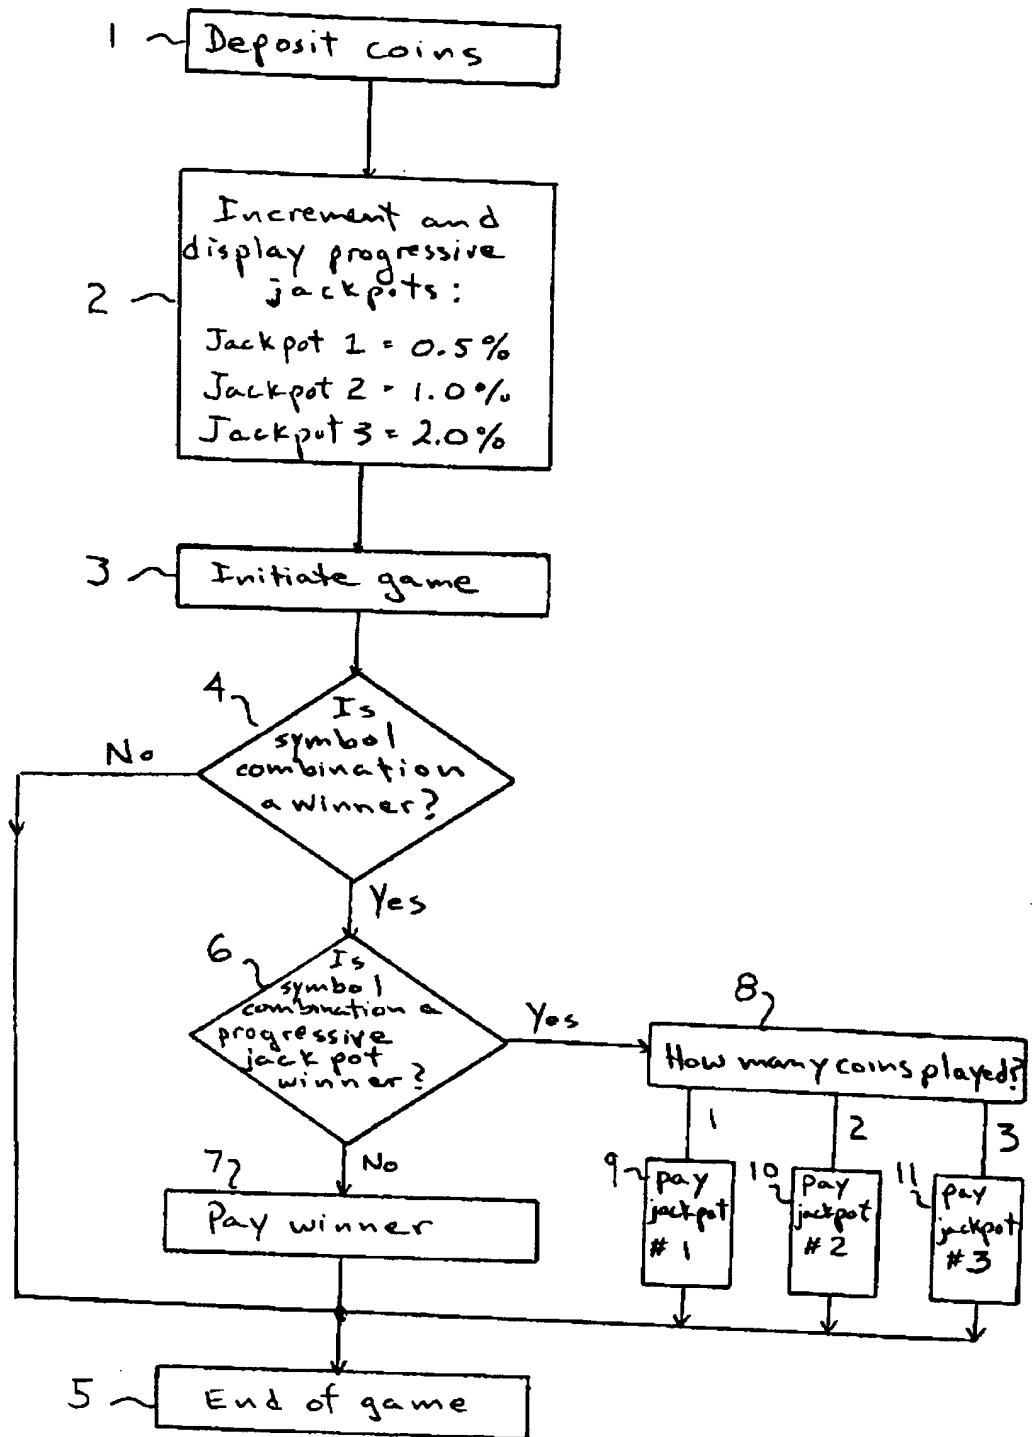 1
Deposit coins
2
Increment and
display progressive
jackpots:
Jackpot 1 = 0.5%
Jackpot 2 = 1.0%
Jackpot 3 = 2.0%
3
Initiate game
4
Is
symbol
combination
a winner?
No
Yes
6
Is
symbol
combination a
progressive
jackpot
winner?
Yes
8
How many coins played?
1
2
3
No
7
Pay winner
9
pay
jackpot
# 1
10
pay
jackpot
# 2
11
pay
jackpot
# 3
5
End of game